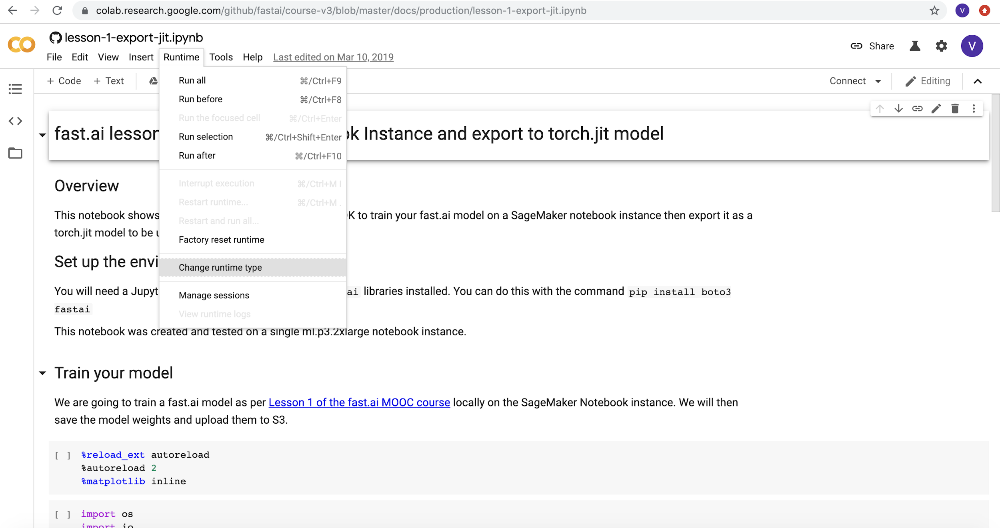 colab.research.google.com/github/fastai/course-v3/blob/master/docs/production/lesson-1-export-jit.ipynb
V
lesson-1-export-jit.ipynb
File Edit View Insert Runtime Tools Help Last edited on Mar 10, 2019
Share
V
+ Code + Text
Connect
Editing
Run all ⌘/Ctrl+F9
Run before ⌘/Ctrl+F8
Run the focused cell ⌘/Ctrl+Enter
Run selection ⌘/Ctrl+Shift+Enter
Run after ⌘/Ctrl+F10
Interrupt execution ⌘/Ctrl+M I
Restart runtime... ⌘/Ctrl+M .
Restart and run all...
Factory reset runtime
Change runtime type
Manage sessions
View runtime logs
fast.ai lesson k Instance and export to torch.jit model
Overview
This notebook shows K to train your fast.ai model on a SageMaker notebook instance then export it as a
torch.jit model to be
Set up the envi
You will need a Jupyt ai libraries installed. You can do this with the command pip install boto3
fastai
This notebook was created and tested on a single ml.p3.2xlarge notebook instance.
Train your model
We are going to train a fast.ai model as per Lesson 1 of the fast.ai MOOC course locally on the SageMaker Notebook instance. We will then
save the model weights and upload them to S3.
[ ] %reload_ext autoreload
%autoreload 2
%matplotlib inline
[ ] import os
import io